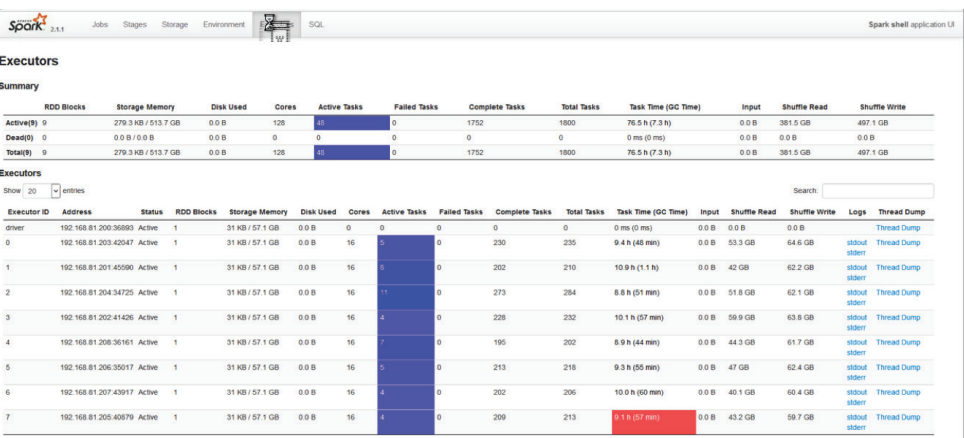 Spark 2.1.1 Jobs Stages Storage Environment SQL Spark shell application UI
Executors
Summary
RDD Blocks Storage Memory Disk Used Cores Active Tasks Failed Tasks Complete Tasks Total Tasks Task Time (GC Time) Input Shuffle Read Shuffle Write
Active(9) 9 279.3 KB / 513.7 GB 0.0 B 128 0 1752 1800 76.5 h (7.3 h) 0.0 B 381.5 GB 497.1 GB
Dead(0) 0 0.0 B / 0.0 B 0.0 B 0 0 0 0 0 0 ms (0 ms) 0.0 B 0.0 B 0.0 B
Total(9) 9 279.3 KB / 513.7 GB 0.0 B 128 0 1752 1800 76.5 h (7.3 h) 0.0 B 381.5 GB 497.1 GB
Executors
Show 20 entries Search:
Executor ID Address Status RDD Blocks Storage Memory Disk Used Cores Active Tasks Failed Tasks Complete Tasks Total Tasks Task Time (GC Time) Input Shuffle Read Shuffle Write Logs Thread Dump
driver 192.168.81.200:36893 Active 1 31 KB / 57.1 GB 0.0 B 0 0 0 0 0 0 ms (0 ms) 0.0 B 0.0 B 0.0 B Thread Dump
0 192.168.81.203:42047 Active 1 31 KB / 57.1 GB 0.0 B 16 5 0 230 235 9.4 h (48 min) 0.0 B 53.3 GB 64.6 GB stdout Thread Dump
stderr
1 192.168.81.201:45590 Active 1 31 KB / 57.1 GB 0.0 B 16 0 202 210 10.9 h (1.1 h) 0.0 B 42 GB 62.2 GB stdout Thread Dump
stderr
2 192.168.81.204:34725 Active 1 31 KB / 57.1 GB 0.0 B 16 11 0 273 284 8.8 h (51 min) 0.0 B 51.8 GB 62.1 GB stdout Thread Dump
stderr
3 192.168.81.202:41426 Active 1 31 KB / 57.1 GB 0.0 B 16 4 0 228 232 10.1 h (57 min) 0.0 B 59.9 GB 63.8 GB stdout Thread Dump
stderr
4 192.168.81.208:36161 Active 1 31 KB / 57.1 GB 0.0 B 16 7 0 195 202 8.9 h (44 min) 0.0 B 44.3 GB 61.7 GB stdout Thread Dump
stderr
5 192.168.81.206:35017 Active 1 31 KB / 57.1 GB 0.0 B 16 5 0 213 218 9.3 h (55 min) 0.0 B 47 GB 62.4 GB stdout Thread Dump
stderr
6 192.168.81.207:43917 Active 1 31 KB / 57.1 GB 0.0 B 16 4 0 202 206 10.0 h (60 min) 0.0 B 40.1 GB 60.4 GB stdout Thread Dump
stderr
7 192.168.81.205:40879 Active 1 31 KB / 57.1 GB 0.0 B 16 4 0 209 213 9.1 h (57 min) 0.0 B 43.2 GB 59.7 GB stdout Thread Dump
stderr